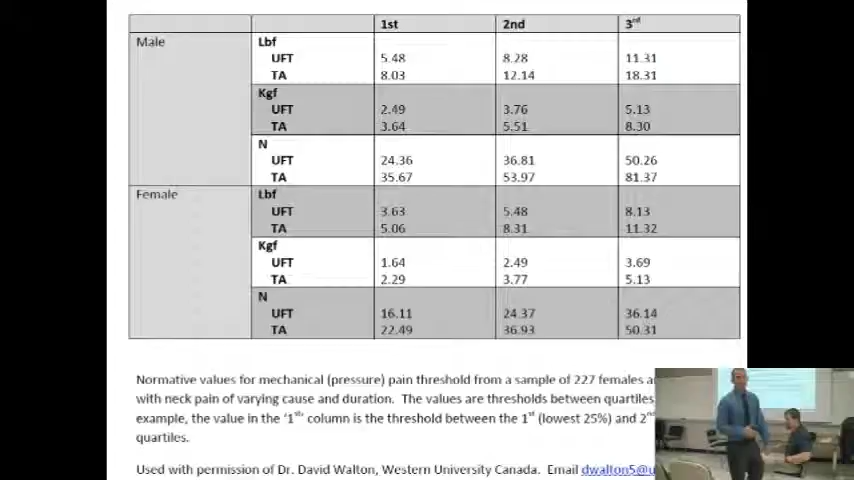 1st 2nd 3rd
Male Lbf
UFT 5.48 8.28 11.31
TA 8.03 12.14 18.31
Kgf
UFT 2.49 3.76 5.13
TA 3.64 5.51 8.30
N
UFT 24.36 36.81 50.26
TA 35.67 53.97 81.37
Female Lbf
UFT 3.63 5.48 8.13
TA 5.06 8.31 11.32
Kgf
UFT 1.64 2.49 3.69
TA 2.29 3.77 5.13
N
UFT 16.11 24.37 36.14
TA 22.49 36.93 50.31
Normative values for mechanical (pressure) pain threshold from a sample of 227 females
with neck pain of varying cause and duration. The values are thresholds between quartiles
example, the value in the ‘1st’ column is the threshold between the 1st (lowest 25%) and 2nd
quartiles.
Used with permission of Dr. David Walton, Western University Canada. Email dwalton5@u